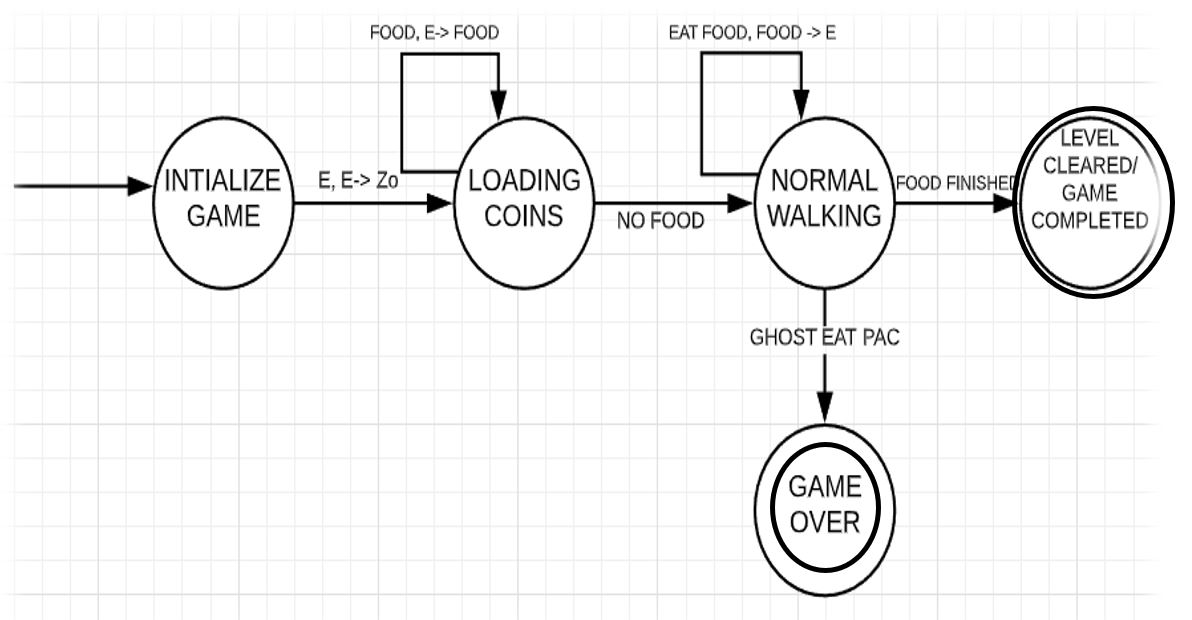 FOOD, E-> FOOD
EAT FOOD, FOOD -> E
INTIALIZE
GAME
E, E-> Zo
LOADING
COINS
NO FOOD
NORMAL
WALKING
FOOD FINISHED
LEVEL
CLEARED/
GAME
COMPLETED
GHOST EAT PAC
GAME
OVER